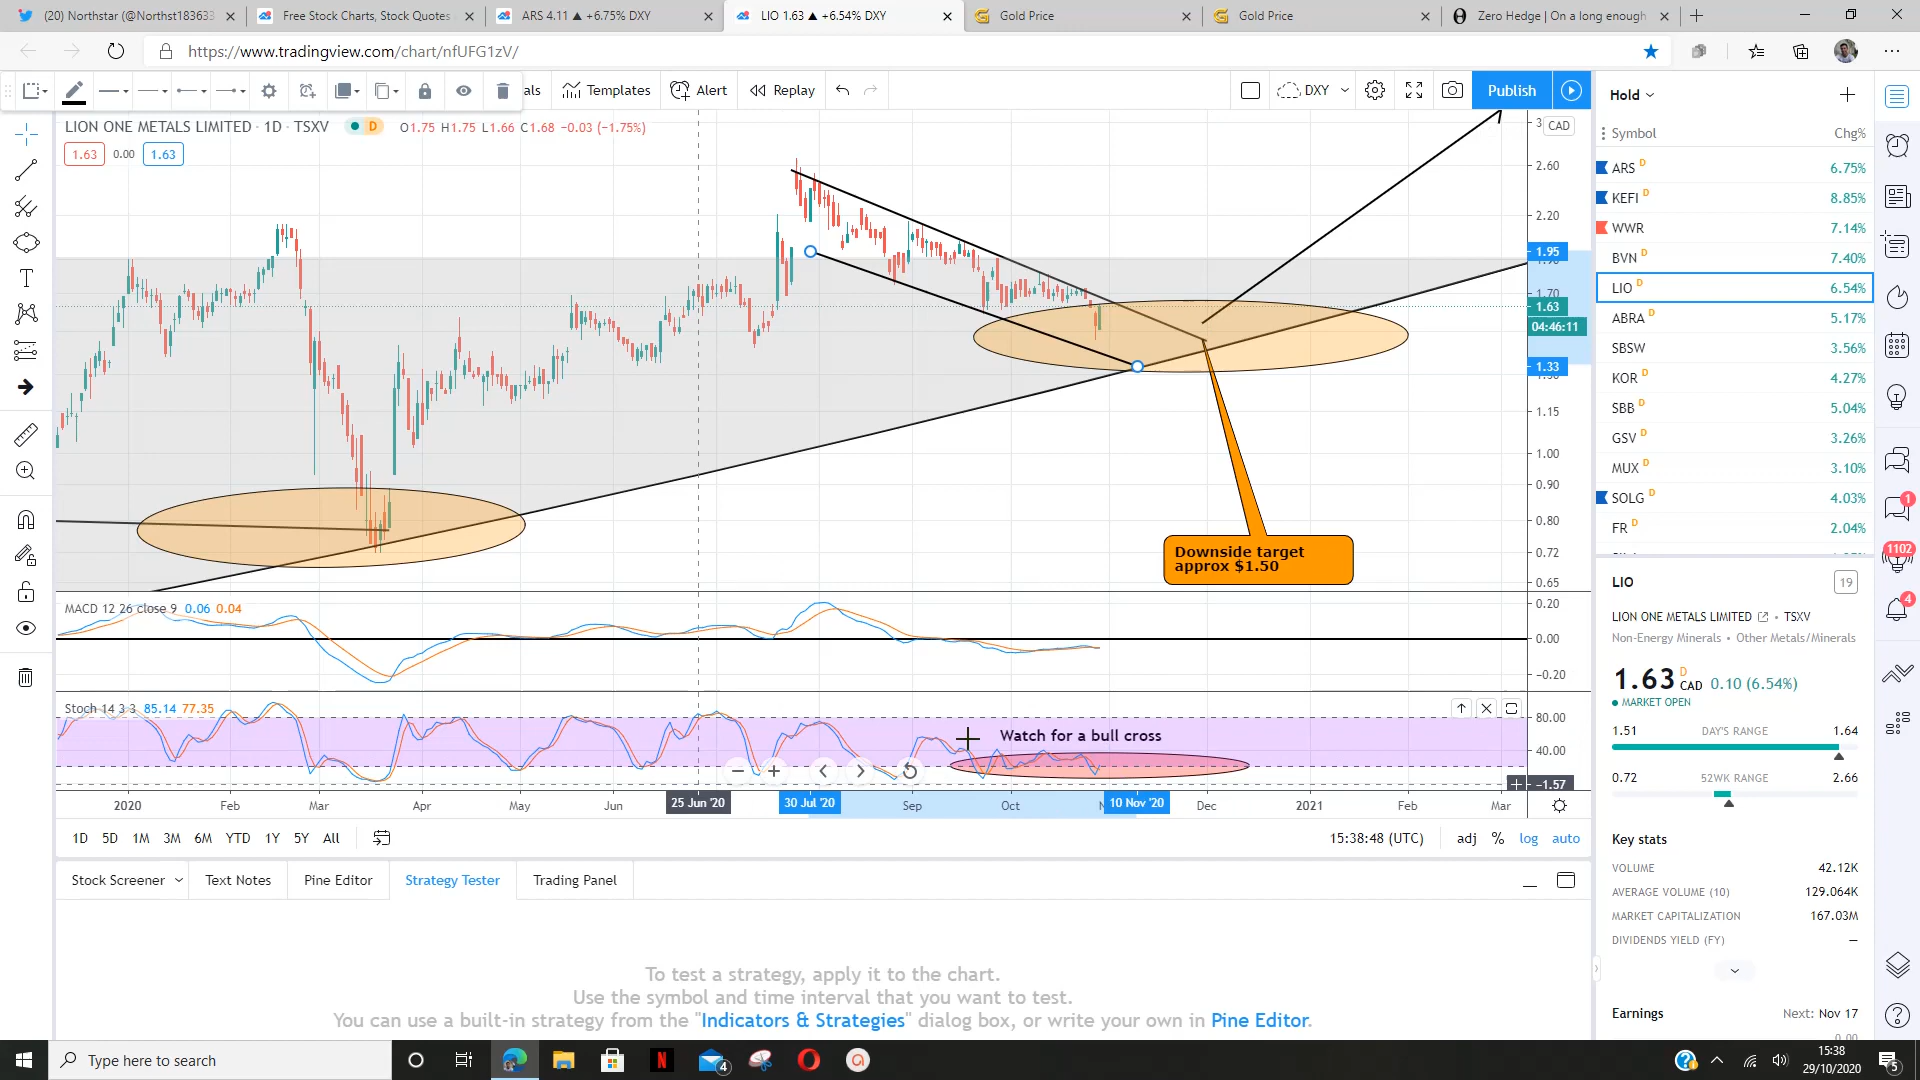 (20) Northstar (@Northst183633
Free Stock Charts, Stock Quotes
ARS 4.11 ▲ +6.75% DXY
LIO 1.63 ▲ +6.54% DXY
Gold Price
Gold Price
Zero Hedge | On a long enough
https://www.tradingview.com/chart/nfUFG1zV/
als
Templates
Alert
Replay
DXY
Publish
Hold
LION ONE METALS LIMITED · 1D · TSXV
D
O1.75 H1.75 L1.66 C1.68 -0.03 (-1.75%)
1.63
0.00
1.63
3
CAD
2.60
2.20
1.95
1.70
1.63
04:46:11
1.33
1.15
1.00
0.90
0.80
0.72
0.65
Downside target
approx $1.50
MACD 12 26 close 9 0.06 0.04
0.20
0.00
-0.20
Stoch 14 3 3 85.14 77.35
Watch for a bull cross
80.00
40.00
-1.57
2020
Feb
Mar
Apr
May
Jun
25 Jun '20
30 Jul '20
Sep
Oct
10 Nov '20
Dec
2021
Feb
Mar
1D 5D 1M 3M 6M YTD 1Y 5Y All
15:38:48 (UTC)
adj % log auto
Stock Screener
Text Notes
Pine Editor
Strategy Tester
Trading Panel
To test a strategy, apply it to the chart.
Use the symbol and time interval that you want to test.
You can use a built-in strategy from the "Indicators & Strategies" dialog box, or write your own in Pine Editor.
Symbol Chg%
ARS D 6.75%
KEFI D 8.85%
WWR 7.14%
BVN D 7.40%
LIO D 6.54%
ABRA D 5.17%
SBSW 3.56%
KOR D 4.27%
SBB D 5.04%
GSV D 3.26%
MUX D 3.10%
SOLG D 4.03%
FR D 2.04%
LIO
19
LION ONE METALS LIMITED • TSXV
Non-Energy Minerals • Other Metals/Minerals
1.63 D CAD 0.10 (6.54%)
MARKET OPEN
1.51 DAY'S RANGE 1.64
0.72 52WK RANGE 2.66
Key stats
VOLUME 42.12K
AVERAGE VOLUME (10) 129.064K
MARKET CAPITALIZATION 167.03M
DIVIDENDS YIELD (FY) —
Earnings Next: Nov 17
1
1102
4
Type here to search
4
15:38
29/10/2020
5